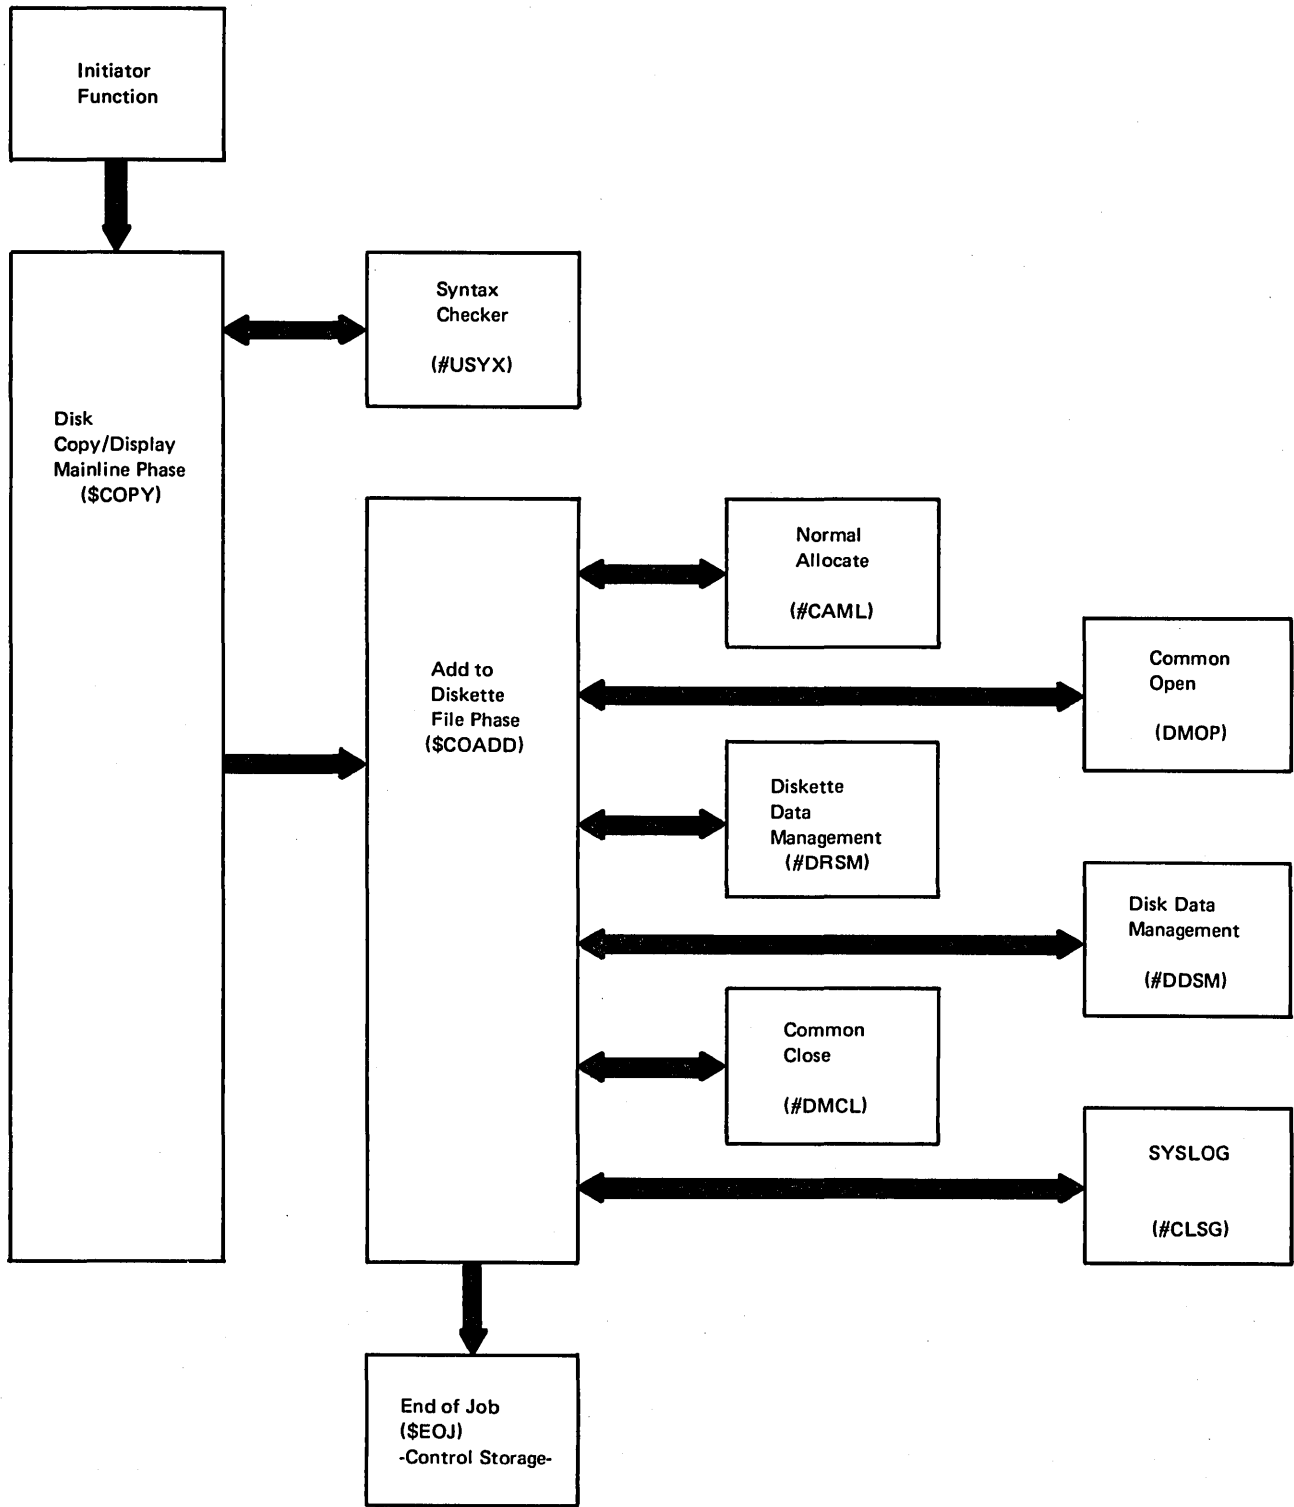 Initiator
Function
Syntax
Checker
(#USYX)
Disk
Copy/Display
Mainline Phase
($COPY)
Normal
Allocate
(#CAML)
Add to
Diskette
File Phase
($COADD)
Common
Open
(DMOP)
Diskette
Data
Management
(#DRSM)
Disk Data
Management
(#DDSM)
Common
Close
(#DMCL)
SYSLOG
(#CLSG)
End of Job
($EOJ)
-Control Storage-